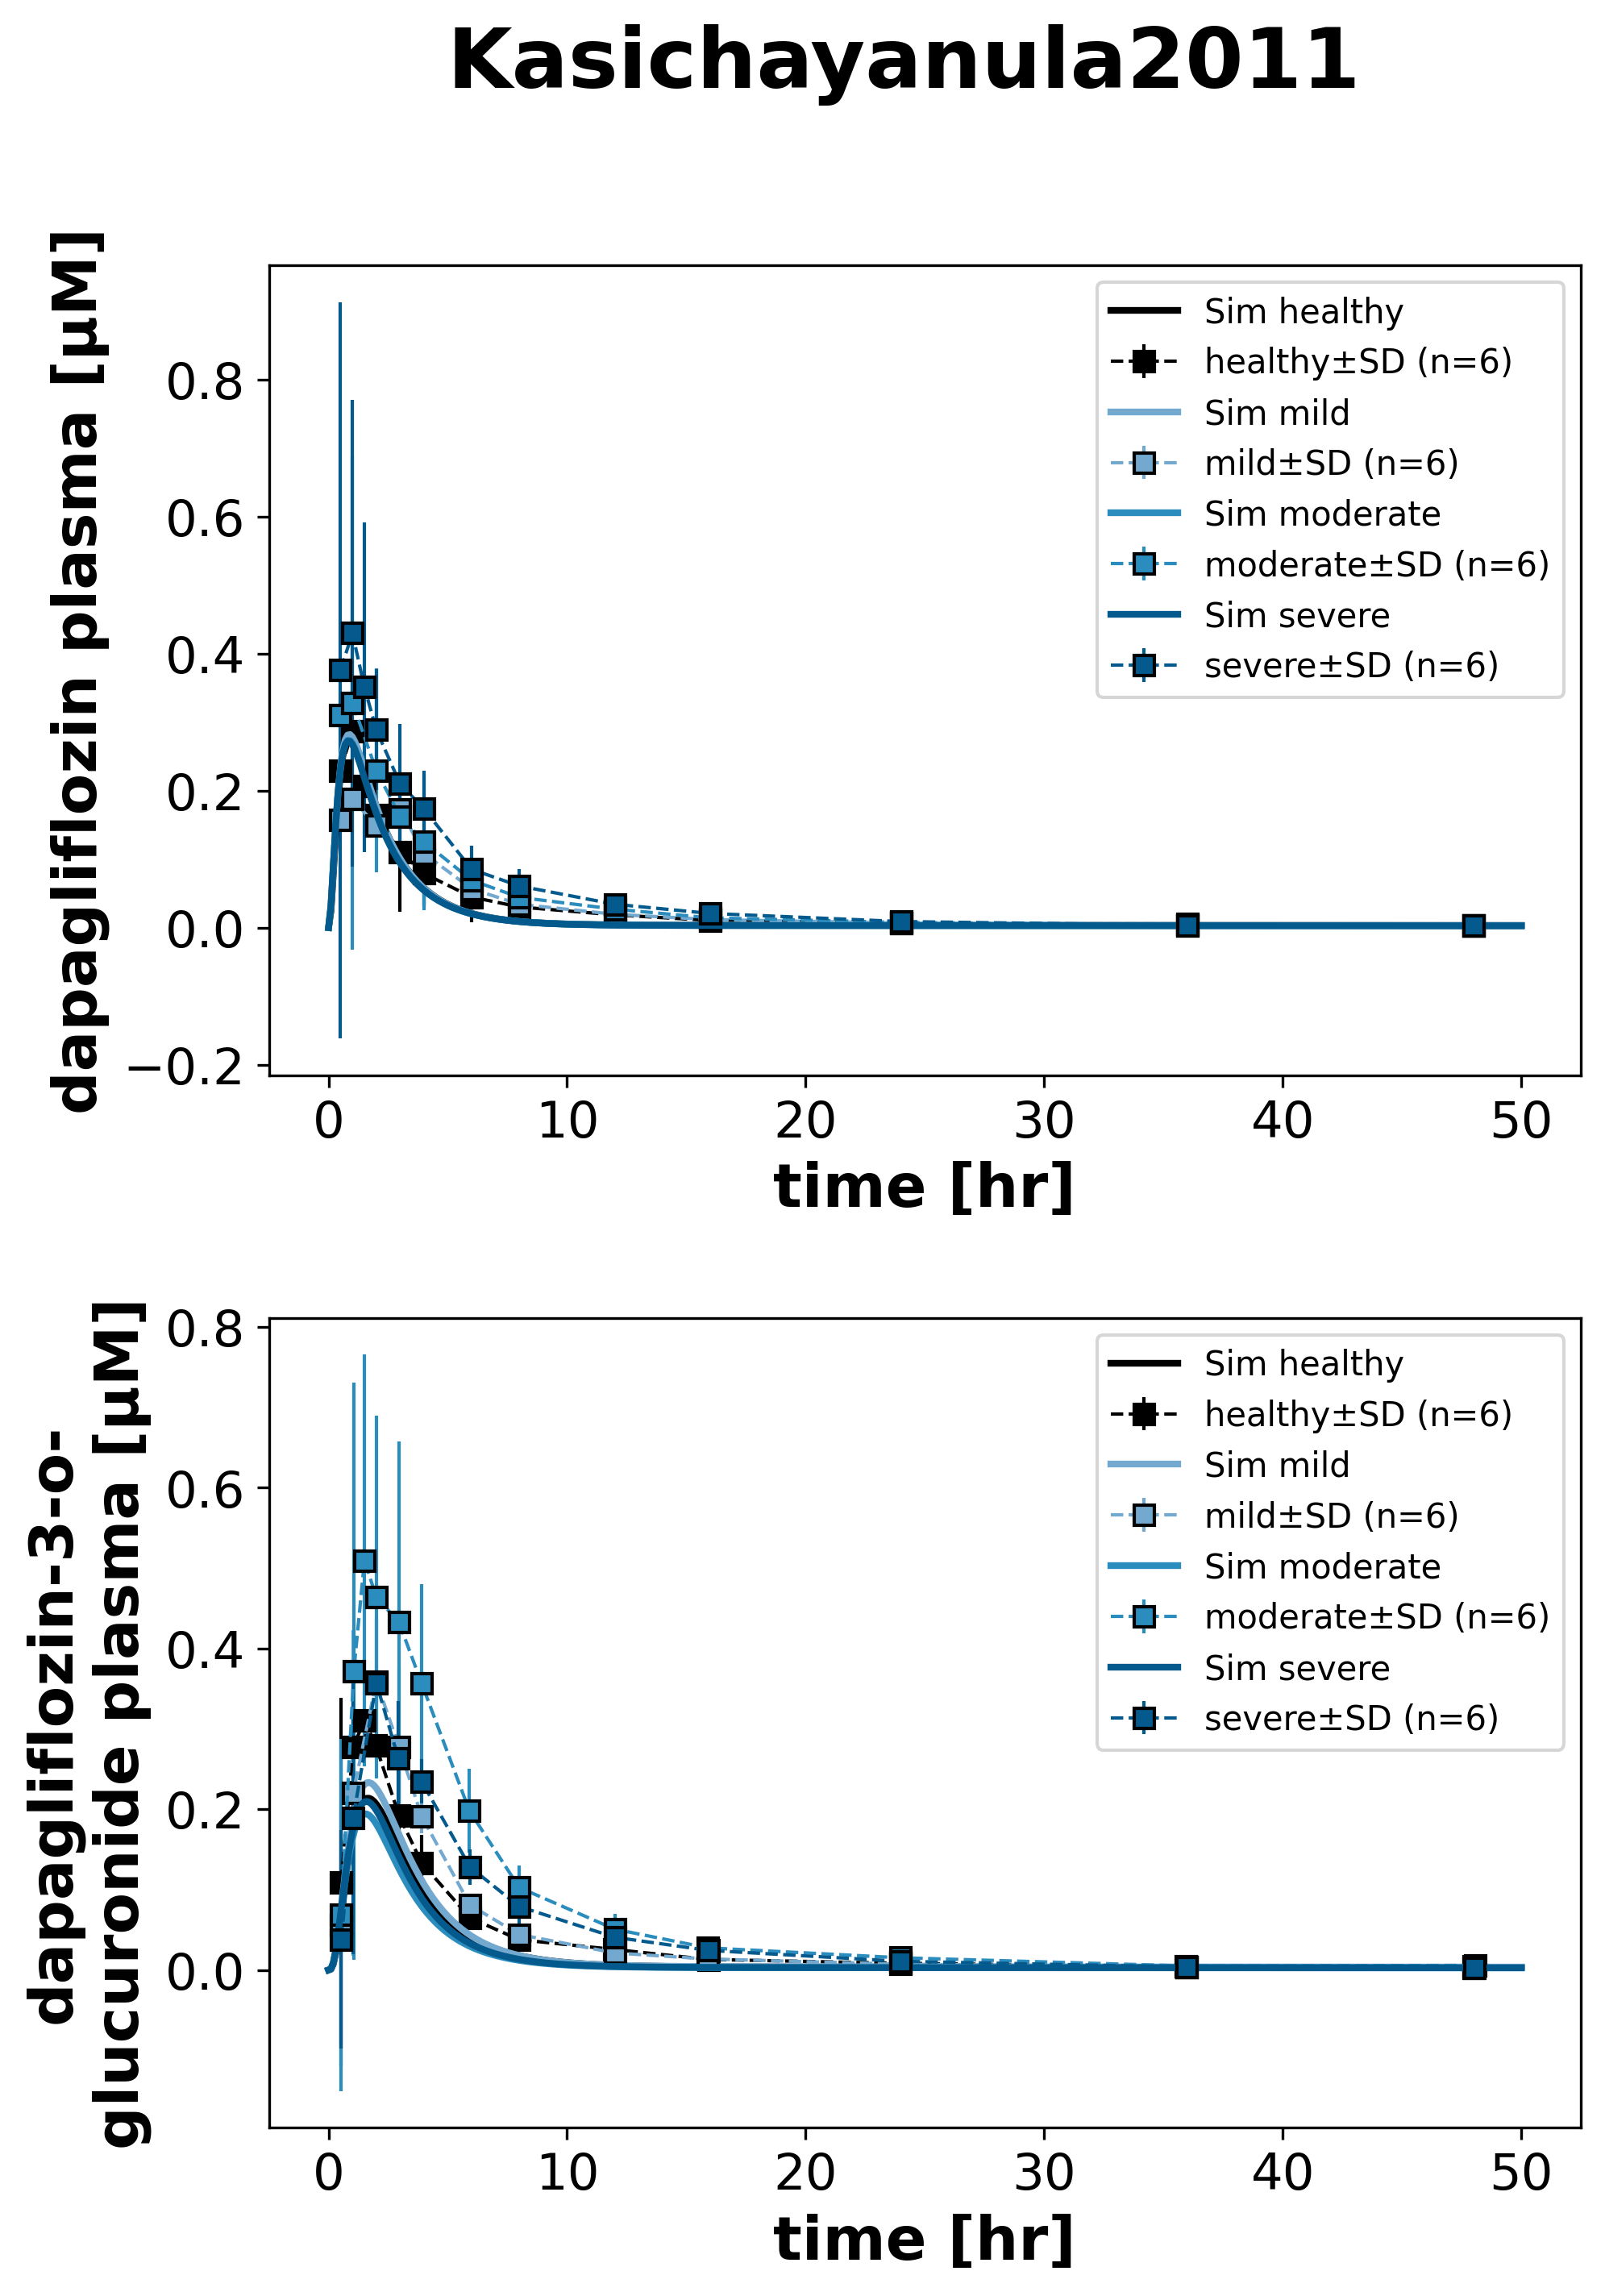 Kasichayanula2011
dapagliflozin plasma [µM]
0.8
0.6
0.4
0.2
0.0
−0.2
Sim healthy
healthy±SD (n=6)
Sim mild
mild±SD (n=6)
Sim moderate
moderate±SD (n=6)
Sim severe
severe±SD (n=6)
0 10 20 30 40 50
time [hr]
dapagliflozin-3-o-
glucuronide plasma [µM]
0.8
0.6
0.4
0.2
0.0
Sim healthy
healthy±SD (n=6)
Sim mild
mild±SD (n=6)
Sim moderate
moderate±SD (n=6)
Sim severe
severe±SD (n=6)
0 10 20 30 40 50
time [hr]